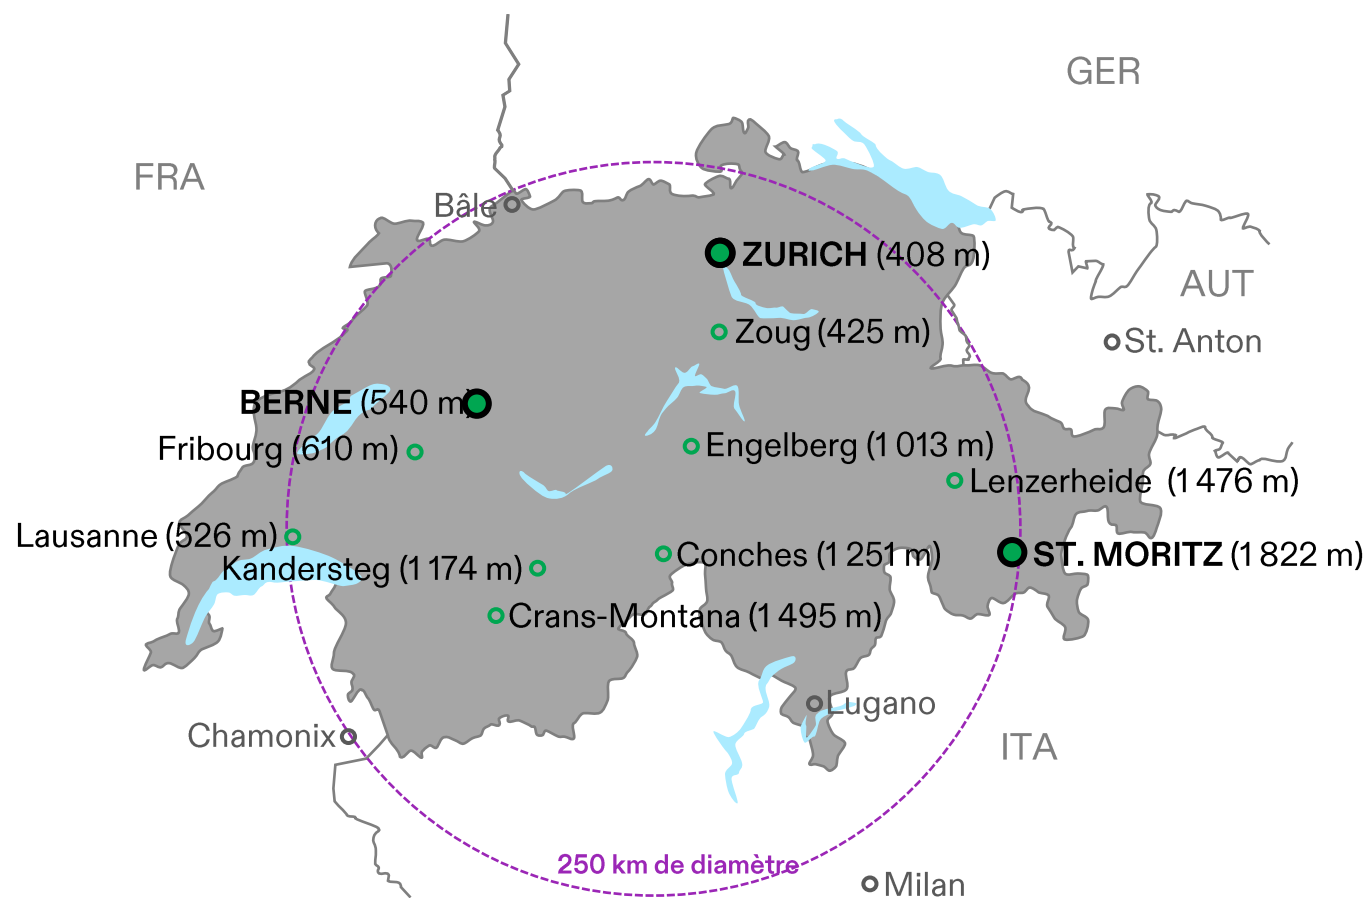 GER
FRA
Bâle
ZURICH (408 m)
AUT
Zoug (425 m)
St. Anton
BERNE (540 m)
Fribourg (610 m)
Engelberg (1 013 m)
Lenzerheide (1 476 m)
Lausanne (526 m)
Kandersteg (1 174 m)
Conches (1 251 m)
ST. MORITZ (1 822 m)
Crans-Montana (1 495 m)
Lugano
Chamonix
ITA
250 km de diamètre
Milan